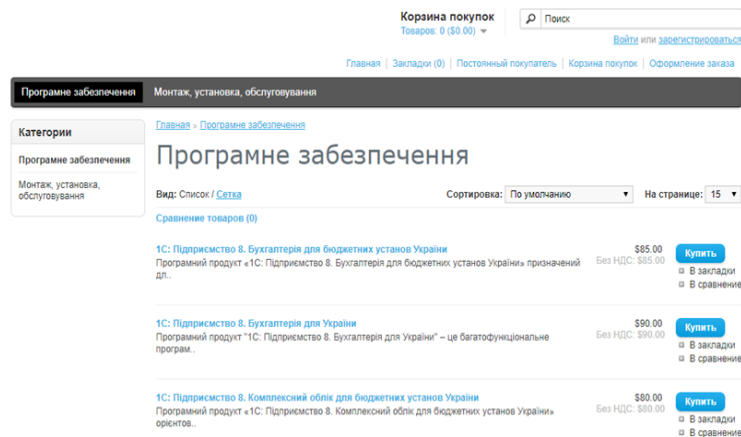 Корзина покупок
Товаров: 0 ($0.00)
Поиск
Войти или зарегистрироваться
Главная | Закладки (0) | Постоянный покупатель | Корзина покупок | Оформление заказа
Програмне забезпечення Монтаж, установка, обслуговування
Категории
Програмне забезпечення
Монтаж, установка,
обслуговування
Главная » Програмне забезпечення
Програмне забезпечення
Вид: Список / Сетка Сортировка: По умолчанию На странице: 15
Сравнение товаров (0)
1С: Підприємство 8. Бухгалтерія для бюджетних установ України
Програмний продукт «1С: Підприємство 8. Бухгалтерія для бюджетних установ України» призначений
дл..
$85.00
Без НДС: $85.00
Купить
В закладки
В сравнение
1С: Підприємство 8. Бухгалтерія для України
Програмний продукт "1С: Підприємство 8. Бухгалтерія для України" – це багатофункціональне
програм..
$90.00
Без НДС: $90.00
Купить
В закладки
В сравнение
1С: Підприємство 8. Комплексний облік для бюджетних установ України
Програмний продукт «1С: Підприємство 8. Комплексний облік для бюджетних установ України»
орієнтов..
$80.00
Без НДС: $80.00
Купить
В закладки
В сравнение